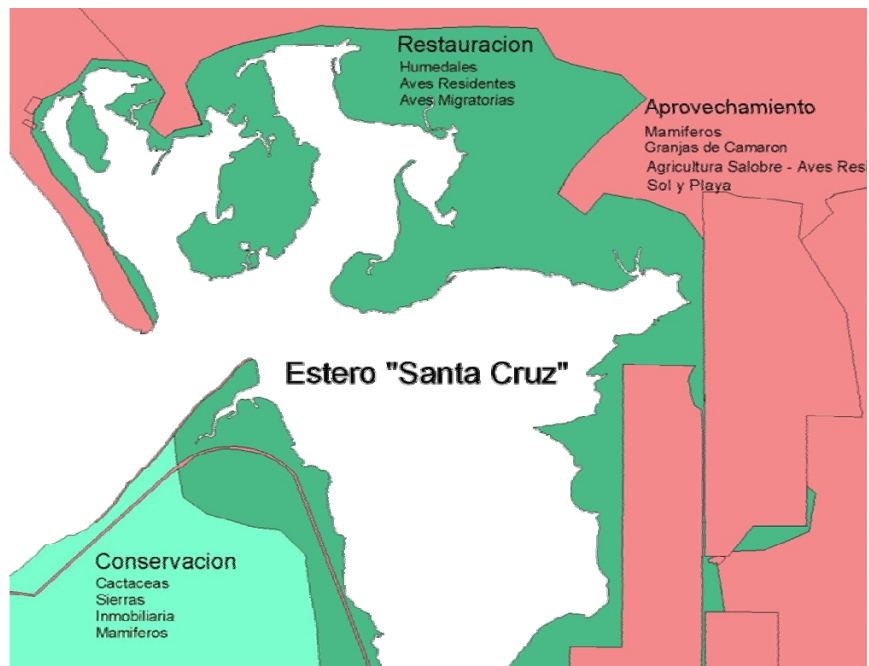 Restauracion
Humedales
Aves Residentes
Aves Migratorias
Aprovechamiento
Mamiferos
Granjas de Camaron
Agricultura Salobre - Aves Resi
Sol y Playa
Estero "Santa Cruz"
Conservacion
Cactaceas
Sierras
Inmobiliaria
Mamiferos